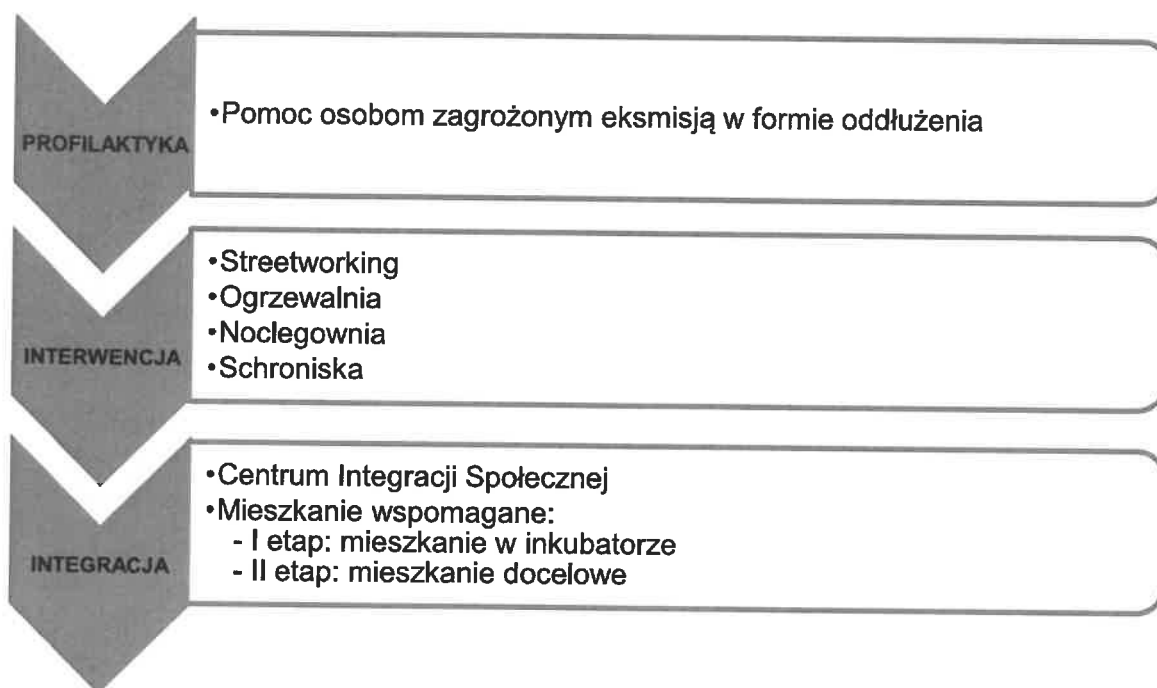 PROFILAKTYKA
•Pomoc osobom zagrożonym eksmisją w formie oddłużenia
INTERWENCJA
•Streetworking
•Ogrzewalnia
•Noclegownia
•Schroniska
INTEGRACJA
•Centrum Integracji Społecznej
•Mieszkanie wspomagane:
- I etap: mieszkanie w inkubatorze
- II etap: mieszkanie docelowe